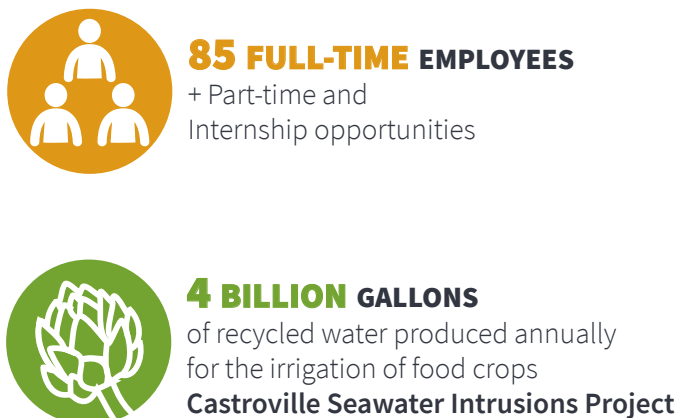 85 FULL-TIME EMPLOYEES
+ Part-time and
Internship opportunities
4 BILLION GALLONS
of recycled water produced annually
for the irrigation of food crops
Castroville Seawater Intrusions Project